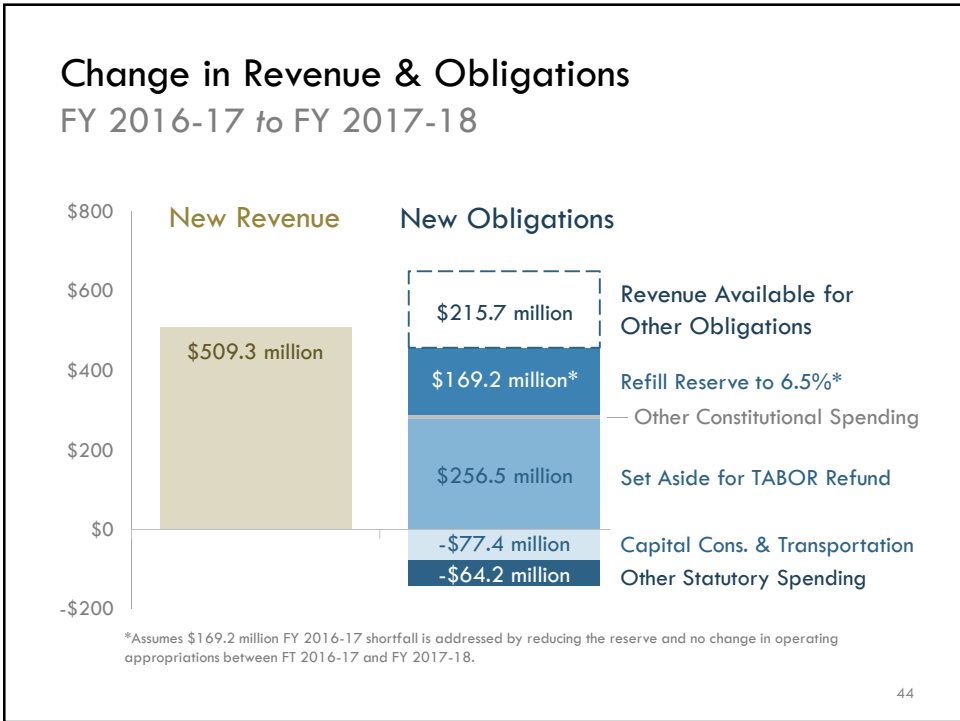 Change in Revenue & Obligations
FY 2016-17 to FY 2017-18
$800
$600
$400
$200
$0
-$200
New Revenue
New Obligations
$509.3 million
$215.7 million
$169.2 million*
$256.5 million
-$77.4 million
-$64.2 million
Revenue Available for
Other Obligations
Refill Reserve to 6.5%*
Other Constitutional Spending
Set Aside for TABOR Refund
Capital Cons. & Transportation
Other Statutory Spending
*Assumes $169.2 million FY 2016-17 shortfall is addressed by reducing the reserve and no change in operating
appropriations between FT 2016-17 and FY 2017-18.
44